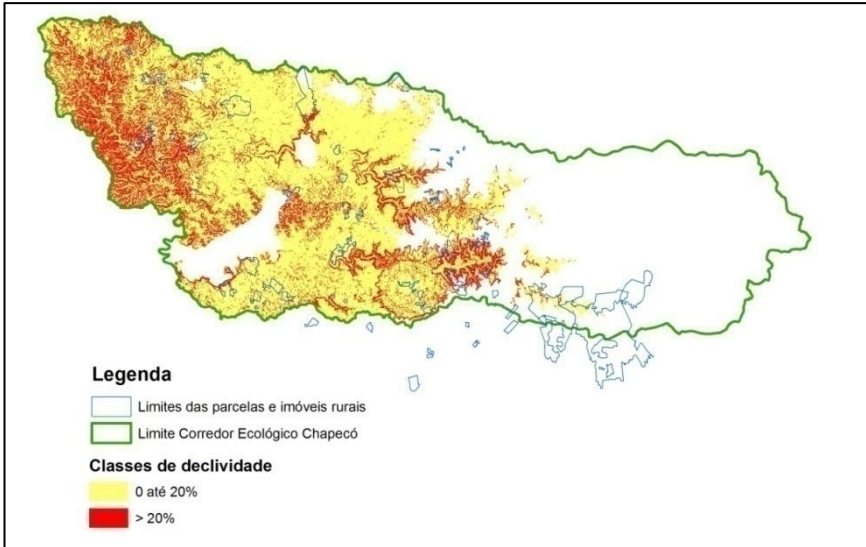 Legenda
Limites das parcelas e imóveis rurais
Limite Corredor Ecológico Chapecó
Classes de declividade
0 até 20%
> 20%